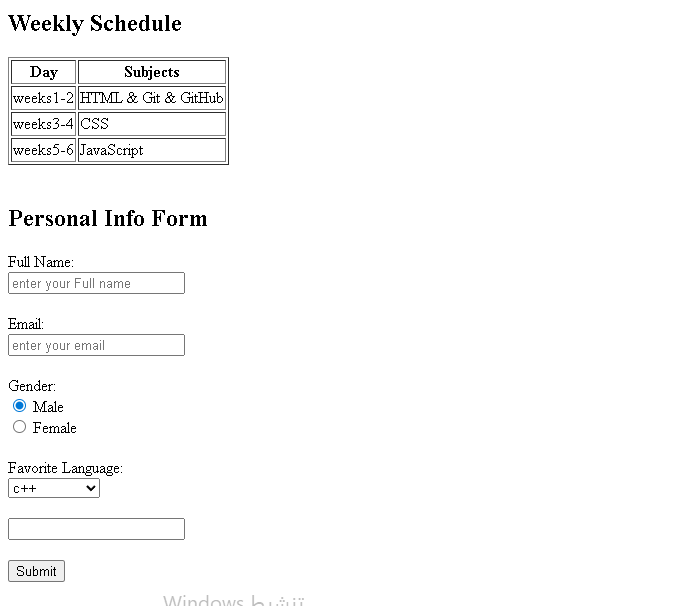 Weekly Schedule
Day Subjects
weeks1-2 HTML & Git & GitHub
weeks3-4 CSS
weeks5-6 JavaScript
Personal Info Form
Full Name:
enter your Full name
Email:
enter your email
Gender:
Male
Female
Favorite Language:
c++
Submit
تنشيط Windows